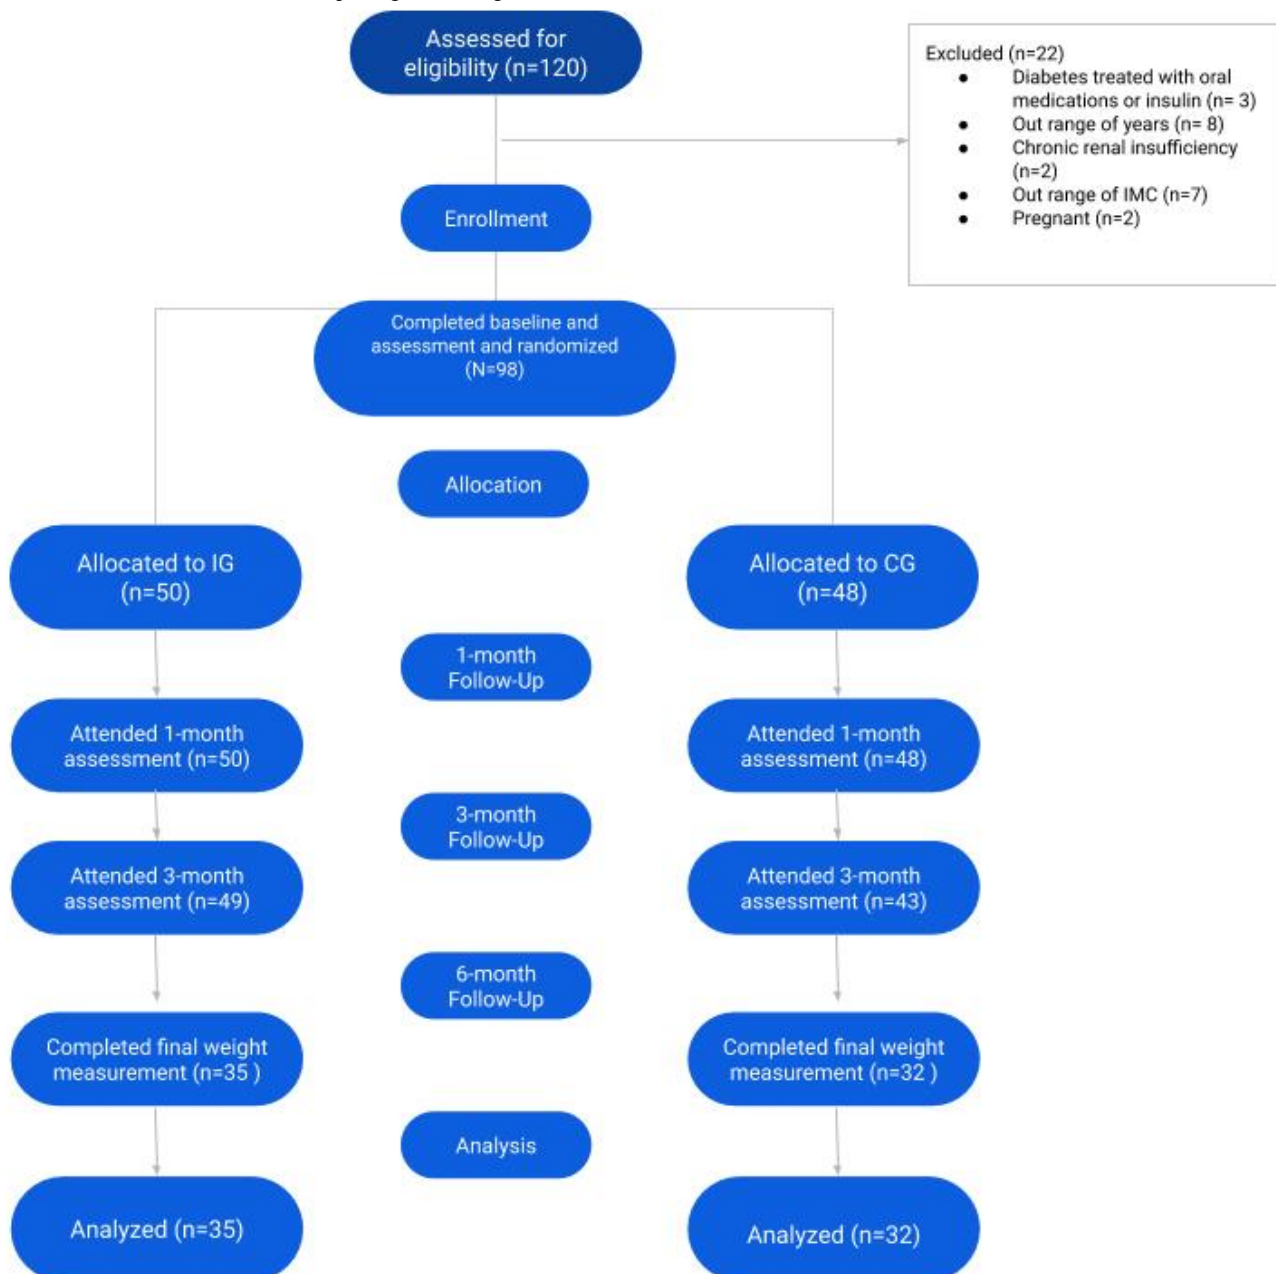 Assessed for
eligibility (n=120)
Excluded (n=22)
● Diabetes treated with oral
medications or insulin (n= 3)
● Out range of years (n= 8)
● Chronic renal insufficiency
(n=2)
● Out range of IMC (n=7)
● Pregnant (n=2)
Enrollment
Completed baseline and
assessment and randomized
(N=98)
Allocation
Allocated to IG
(n=50)
Allocated to CG
(n=48)
1-month
Follow-Up
Attended 1-month
assessment (n=50)
Attended 1-month
assessment (n=48)
3-month
Follow-Up
Attended 3-month
assessment (n=49)
Attended 3-month
assessment (n=43)
6-month
Follow-Up
Completed final weight
measurement (n=35 )
Completed final weight
measurement (n=32 )
Analysis
Analyzed (n=35)
Analyzed (n=32)